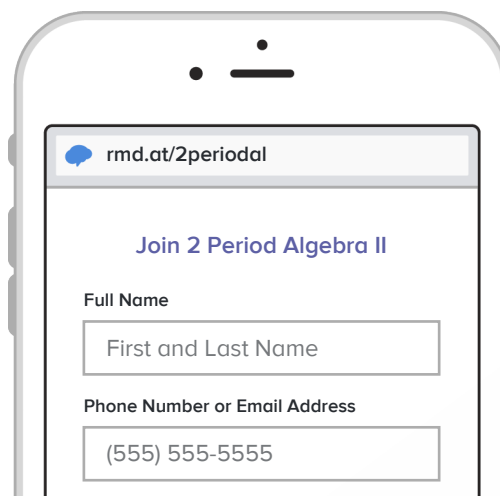 rmd.at/2periodal
Join 2 Period Algebra II
Full Name
First and Last Name
Phone Number or Email Address
(555) 555-5555